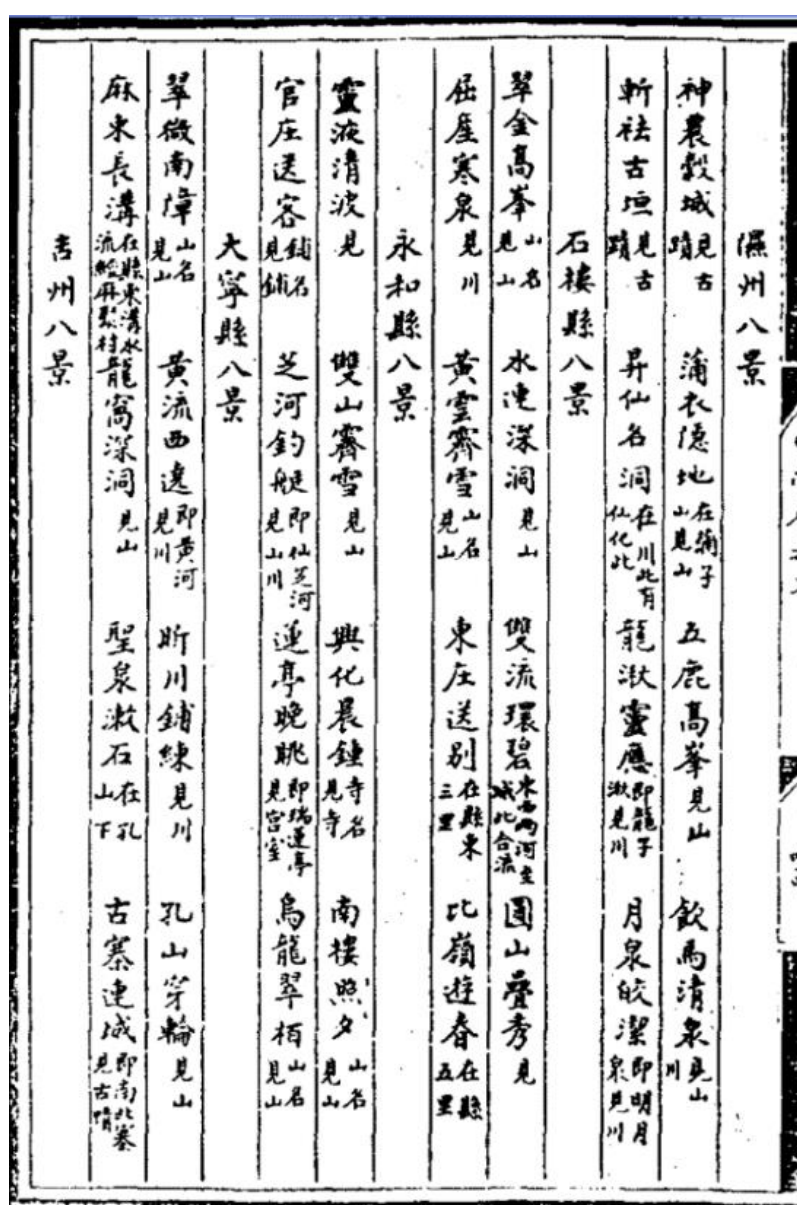 隰州八景
神農穀城見古蹟 蒲衣隠地在蒲子山見山 五鹿高峯見山 飲馬清泉見山川
斬袪古垣見古蹟 昇仙名洞在川北有仙化此 龍湫靈應即龍子湫見川 月泉皎潔即明月泉見川
石樓縣八景
翠金高峯山名見山 水連深洞見山 雙流環碧東西兩河至城北合流 團山疊秀見
屈產寒泉見川 黃雲霽雪山名見山 東庄送别在縣東三里 比嶺遊春在縣五里
永和縣八景
靈液清波見 雙山霽雪見山 興化晨鍾寺名見寺 南樓照夕山名見山
官庄送客鋪名見鋪 芝河釣艇即仙芝河見山川 蓮亭晚眺即瑞蓮亭見宮室 烏龍翠栢山名見山
大寧縣八景
翠微南嶂山名見山 黃流西遶即黃河見川 昕川鋪練見川 孔山穿輪見山
麻東長溝在縣東溝水流經麻束村 龍窩深洞見山 聖泉漱石在孔山下 古寨連城即南北寨見古蹟
吉州八景